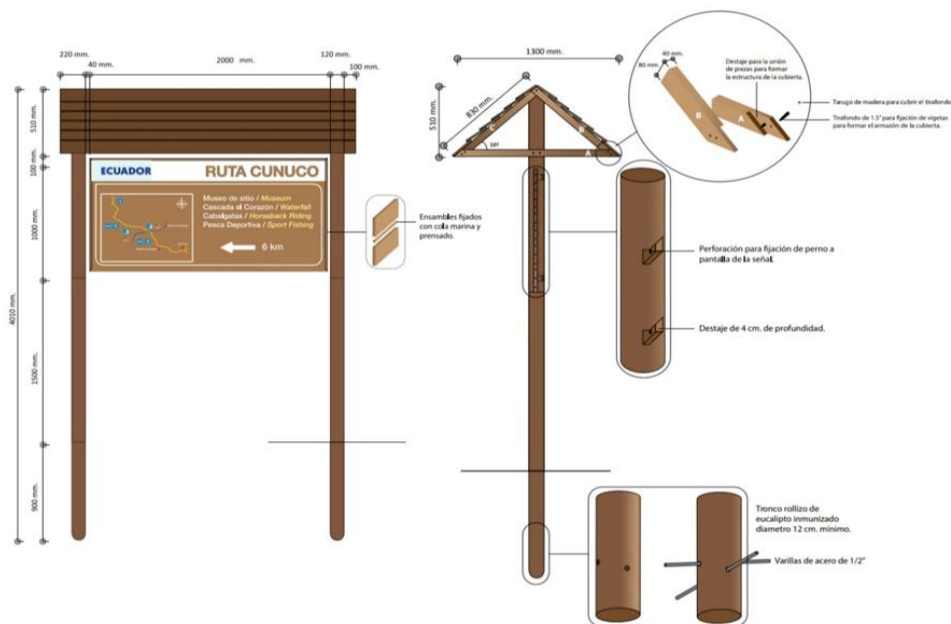 220 mm.
40 mm.
2000 mm.
120 mm.
100 mm.
510 mm.
100 mm.
1000 mm.
4010 mm.
1500 mm.
900 mm.
ECUADOR
RUTA CUNUCO
Museo de sitio / Museum
Cascada el Corazón / Waterfall
Cabalgatas / Horseback Riding
Pesca Deportiva / Sport Fishing
6 km
Ensambles fijados
con cola marina y
prensado.
1300 mm.
510 mm.
830 mm.
C
B
A
38º
80 mm.
40 mm.
B
A
Destaje para la unión
de piezas para formar
la estructura de la cubierta.
Tarugo de madera para cubrir el tirafondo
Tirafondo de 1.5" para fijación de vigetas
para formar el armazón de la cubierta.
Perforación para fijación de perno a
pantalla de la señal.
Destaje de 4 cm. de profundidad.
Tronco rollizo de
eucalipto inmunizado
diametro 12 cm. mínimo.
Varillas de acero de 1/2"